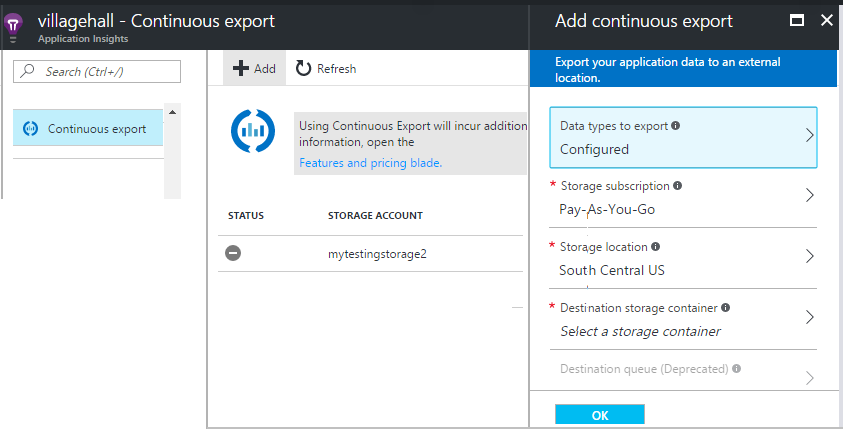 villagehall - Continuous export
Application Insights
Search (Ctrl+/)
Continuous export
Add
Refresh
Using Continuous Export will incur addition
information, open the
Features and pricing blade.
STATUS
STORAGE ACCOUNT
mytestingstorage2
Add continuous export
Export your application data to an external
location.
Data types to export
Configured
* Storage subscription
Pay-As-You-Go
* Storage location
South Central US
* Destination storage container
Select a storage container
Destination queue (Deprecated)
OK